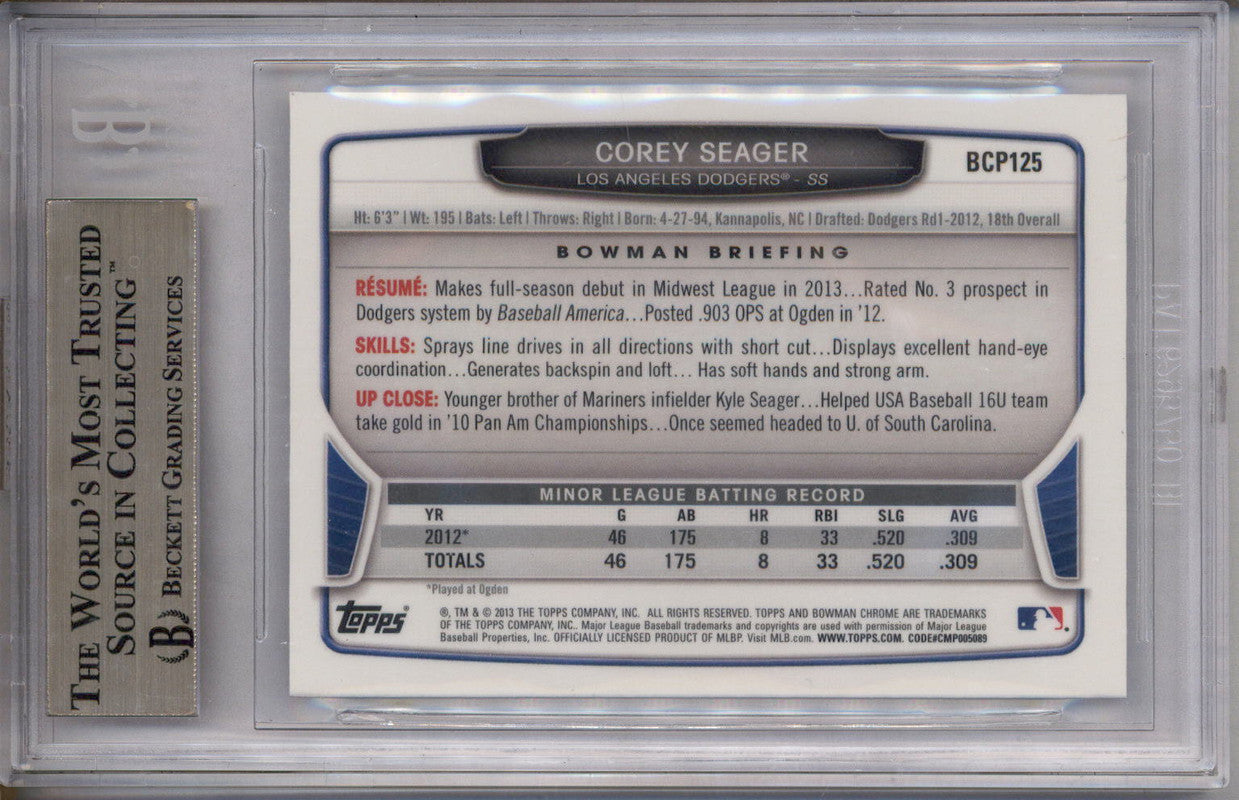 THE WORLD'S MOST TRUSTED
SOURCE IN COLLECTING™
BECKETT GRADING SERVICES
B
COREY SEAGER
LOS ANGELES DODGERS® - SS
BCP125
Ht: 6'3" | Wt: 195 | Bats: Left | Throws: Right | Born: 4-27-94, Kannapolis, NC | Drafted: Dodgers Rd1-2012, 18th Overall
BOWMAN BRIEFING
RÉSUMÉ: Makes full-season debut in Midwest League in 2013...Rated No. 3 prospect in
Dodgers system by Baseball America...Posted .903 OPS at Ogden in '12.
SKILLS: Sprays line drives in all directions with short cut...Displays excellent hand-eye
coordination...Generates backspin and loft... Has soft hands and strong arm.
UP CLOSE: Younger brother of Mariners infielder Kyle Seager...Helped USA Baseball 16U team
take gold in '10 Pan Am Championships...Once seemed headed to U. of South Carolina.
MINOR LEAGUE BATTING RECORD
YR G AB HR RBI SLG AVG
2012* 46 175 8 33 .520 .309
TOTALS 46 175 8 33 .520 .309
*Played at Ogden
topps®
®, TM & © 2013 THE TOPPS COMPANY, INC. ALL RIGHTS RESERVED. TOPPS AND BOWMAN CHROME ARE TRADEMARKS
OF THE TOPPS COMPANY, INC. Major League Baseball trademarks and copyrights are used with permission of Major League
Baseball Properties, Inc. OFFICIALLY LICENSED PRODUCT OF MLBP. Visit MLB.com. WWW.TOPPS.COM. CODE#CMP005089